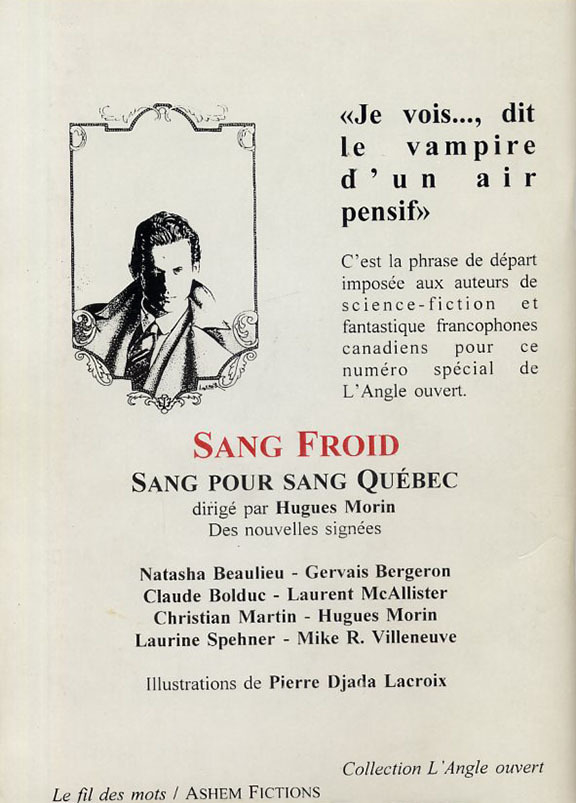 «Je vois..., dit
le vampire
d'un air
pensif»
C'est la phrase de départ
imposée aux auteurs de
science-fiction et
fantastique francophones
canadiens pour ce
numéro spécial de
L'Angle ouvert.
SANG FROID
SANG POUR SANG QUÉBEC
dirigé par Hugues Morin
Des nouvelles signées
Natasha Beaulieu - Gervais Bergeron
Claude Bolduc - Laurent McAllister
Christian Martin - Hugues Morin
Laurine Spehner - Mike R. Villeneuve
Illustrations de Pierre Djada Lacroix
Collection L'Angle ouvert
Le fil des mots / ASHEM FICTIONS